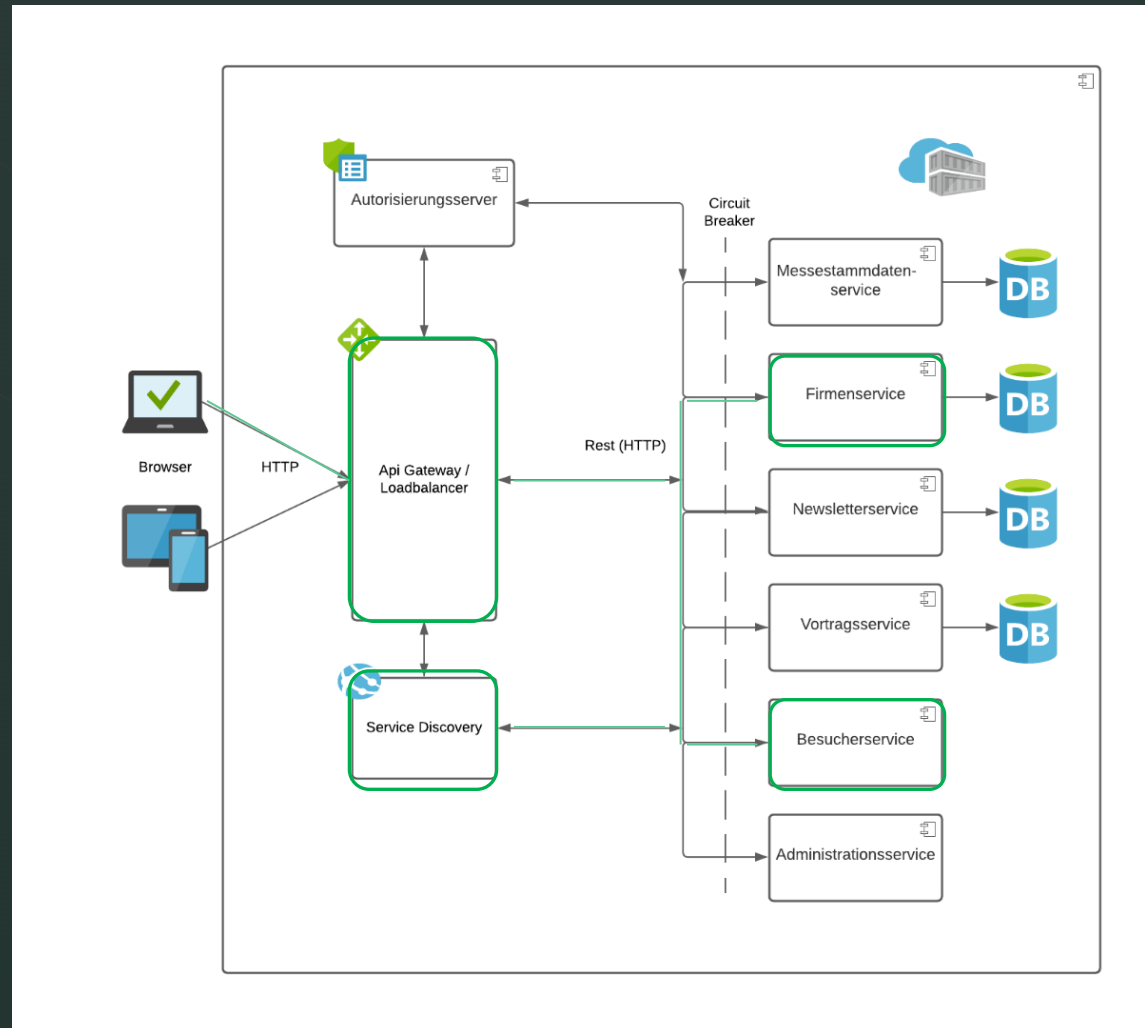 Autorisierungsserver
Circuit
Breaker
Messestammdaten-
service
DB
Firmenservice
DB
Browser
HTTP
Api Gateway /
Loadbalancer
Rest (HTTP)
Newsletterservice
DB
Vortragsservice
DB
Service Discovery
Besucherservice
Administrationsservice